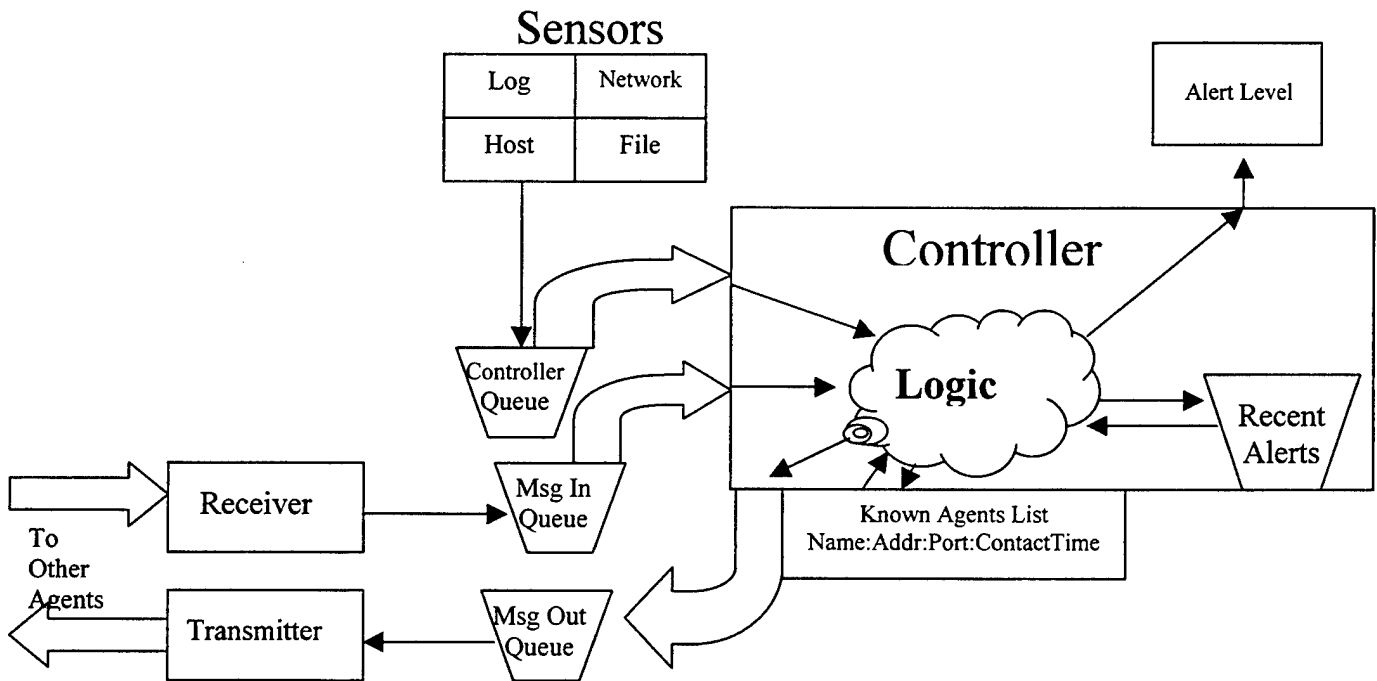 Sensors
Log
Network
Host
File
Alert Level
Controller
Controller
Queue
Logic
Recent
Alerts
Receiver
Msg In
Queue
Known Agents List
Name:Addr:Port:ContactTime
To
Other
Agents
Transmitter
Msg Out
Queue